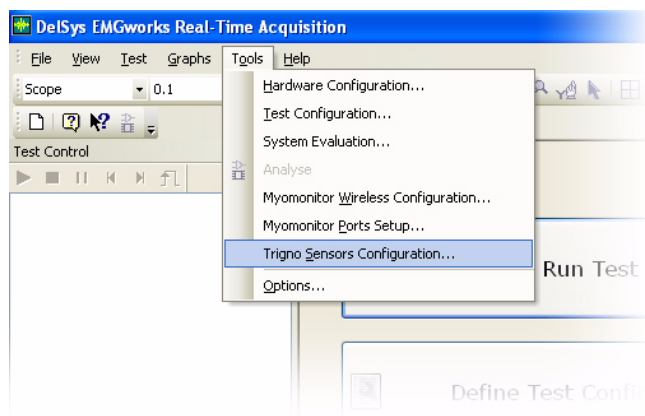 DelSys EMGworks Real-Time Acquisition
File View Test Graphs Tools Help
Scope 0.1
Test Control
Hardware Configuration...
Test Configuration...
System Evaluation...
Analyse
Myomonitor Wireless Configuration...
Myomonitor Ports Setup...
Trigno Sensors Configuration...
Options...
Run Test
Define Test